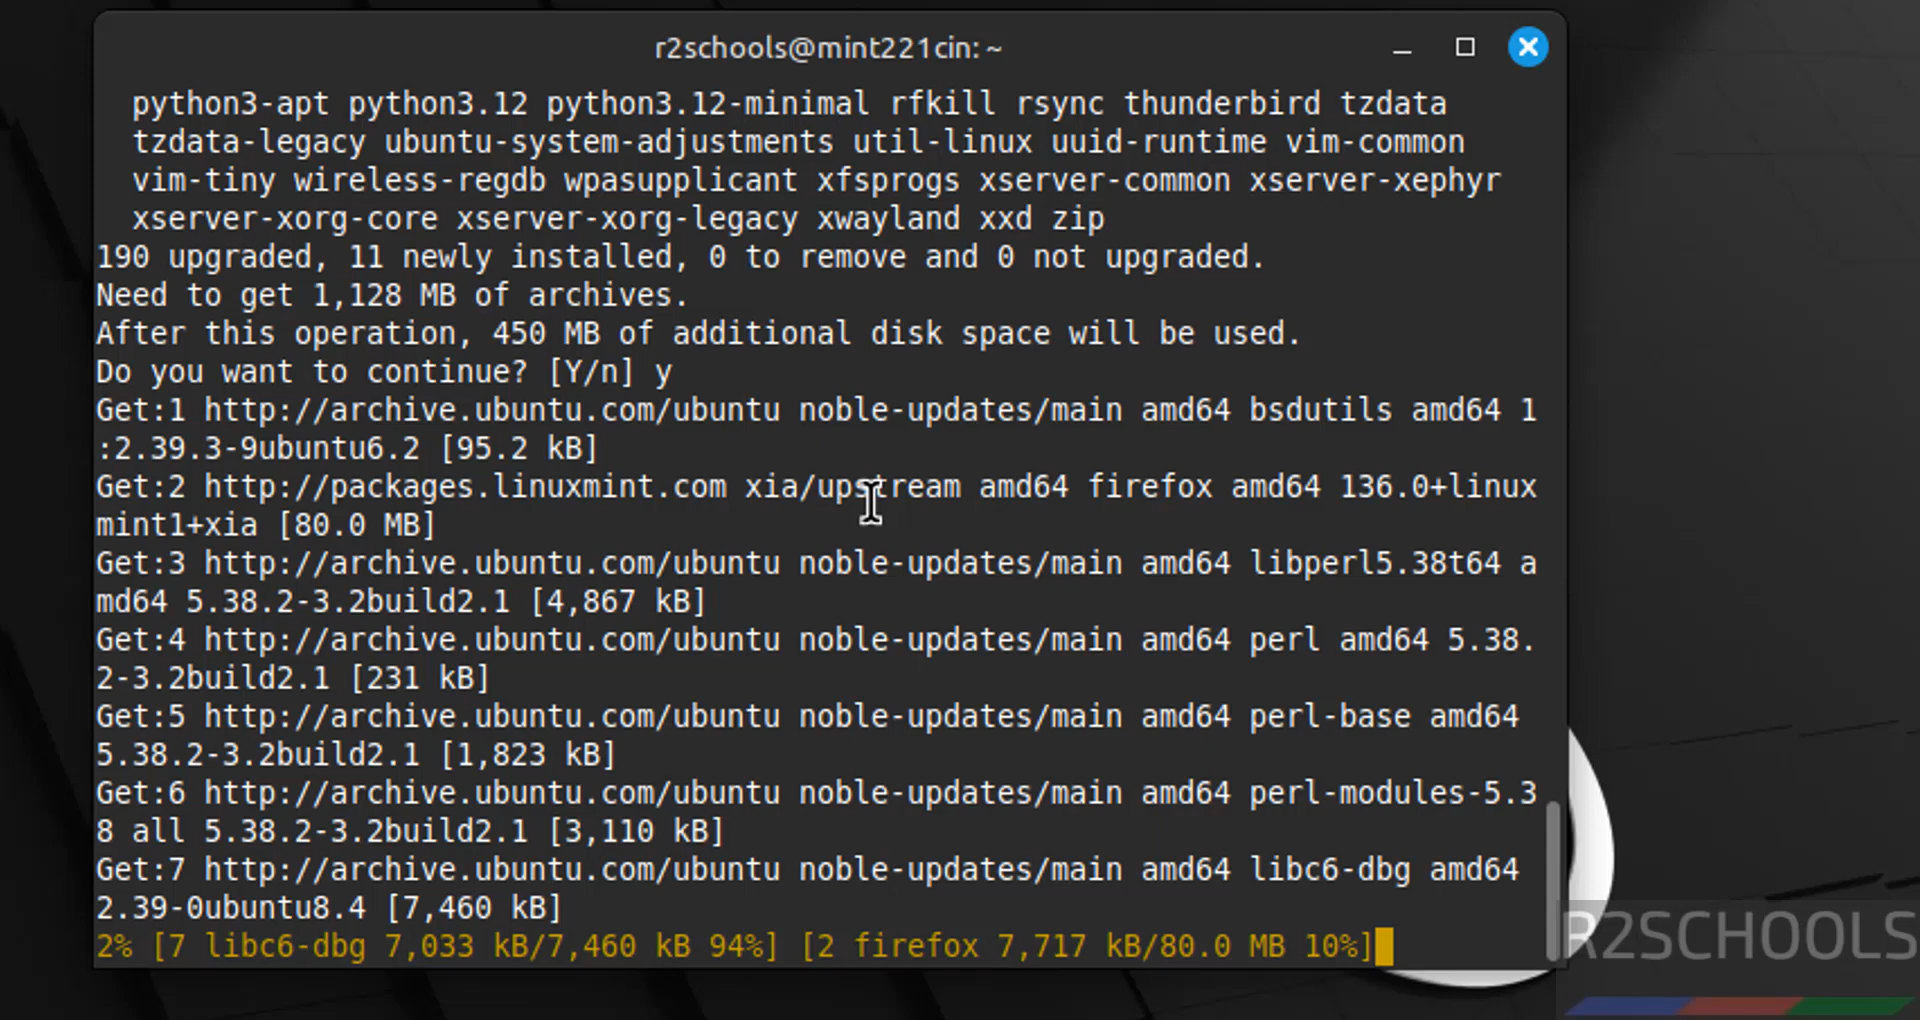 r2schools@mint221cin: ~
python3-apt python3.12 python3.12-minimal rfkill rsync thunderbird tzdata
tzdata-legacy ubuntu-system-adjustments util-linux uuid-runtime vim-common
vim-tiny wireless-regdb wpasupplicant xfsprogs xserver-common xserver-xephyr
xserver-xorg-core xserver-xorg-legacy xwayland xxd zip
190 upgraded, 11 newly installed, 0 to remove and 0 not upgraded.
Need to get 1,128 MB of archives.
After this operation, 450 MB of additional disk space will be used.
Do you want to continue? [Y/n] y
Get:1 http://archive.ubuntu.com/ubuntu noble-updates/main amd64 bsdutils amd64 1
:2.39.3-9ubuntu6.2 [95.2 kB]
Get:2 http://packages.linuxmint.com xia/upstream amd64 firefox amd64 136.0+linux
mint1+xia [80.0 MB]
Get:3 http://archive.ubuntu.com/ubuntu noble-updates/main amd64 libperl5.38t64 a
md64 5.38.2-3.2build2.1 [4,867 kB]
Get:4 http://archive.ubuntu.com/ubuntu noble-updates/main amd64 perl amd64 5.38.
2-3.2build2.1 [231 kB]
Get:5 http://archive.ubuntu.com/ubuntu noble-updates/main amd64 perl-base amd64
5.38.2-3.2build2.1 [1,823 kB]
Get:6 http://archive.ubuntu.com/ubuntu noble-updates/main amd64 perl-modules-5.3
8 all 5.38.2-3.2build2.1 [3,110 kB]
Get:7 http://archive.ubuntu.com/ubuntu noble-updates/main amd64 libc6-dbg amd64
2.39-0ubuntu8.4 [7,460 kB]
2% [7 libc6-dbg 7,033 kB/7,460 kB 94%] [2 firefox 7,717 kB/80.0 MB 10%]
R2SCHOOLS